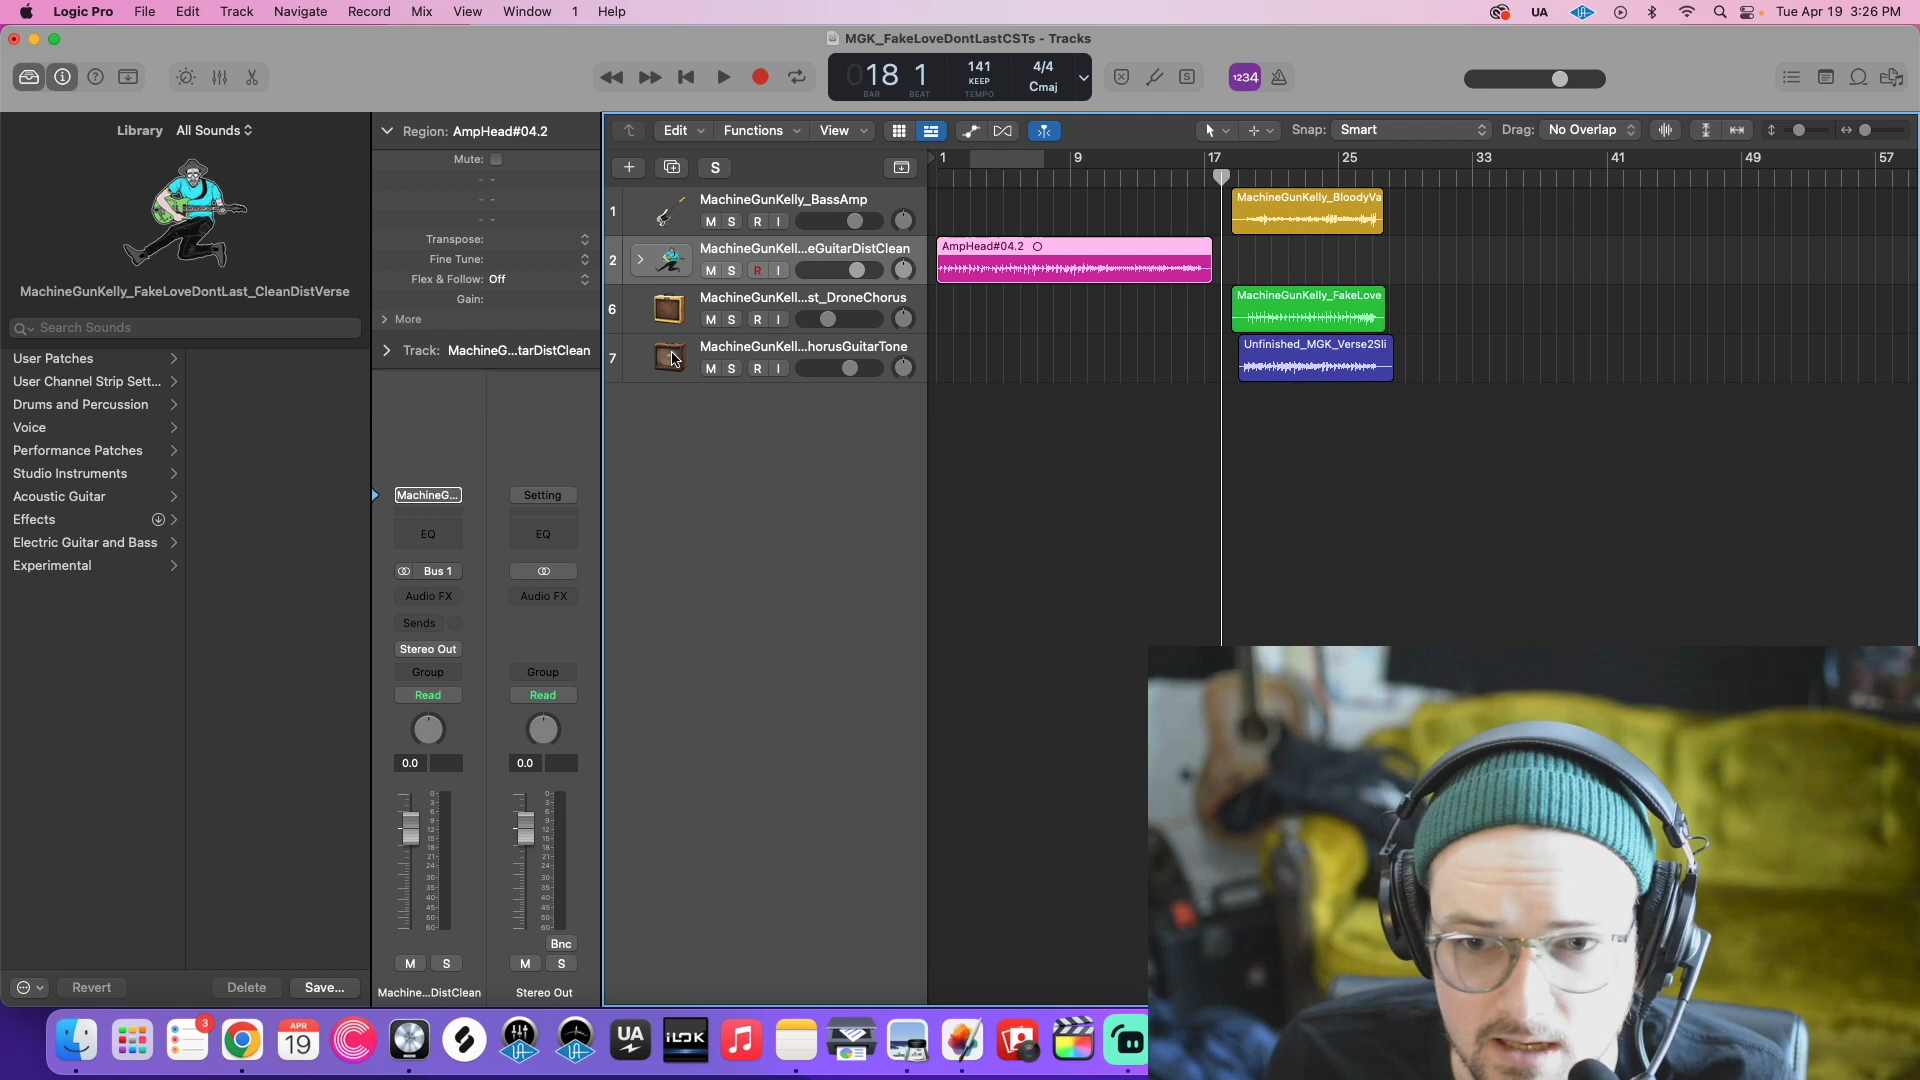 Logic Pro File Edit Track Navigate Record Mix View Window 1 Help
UA Tue Apr 19 3:26 PM
MGK_FakeLoveDontLastCSTs - Tracks
018 1 141 4/4
KEEP Cmaj
BAR BEAT TEMPO
S
1234
Library All Sounds
MachineGunKelly_FakeLoveDontLast_CleanDistVerse
Search Sounds
User Patches
User Channel Strip Sett...
Drums and Percussion
Voice
Performance Patches
Studio Instruments
Acoustic Guitar
Effects
Electric Guitar and Bass
Experimental
Revert Delete Save...
Region: AmpHead#04.2
Mute:
Transpose:
Fine Tune:
Flex & Follow: Off
Gain:
More
Track: MachineG...tarDistClean
MachineG... Setting
EQ EQ
Bus 1
Audio FX Audio FX
Sends
Stereo Out
Group Group
Read Read
0.0 0.0
Bnc
M S M S
Machine...DistClean Stereo Out
Edit Functions View
Snap: Smart Drag: No Overlap
S
1 9 17 25 33 41 49 57
1 MachineGunKelly_BassAmp
M S R I
2 MachineGunKell...eGuitarDistClean
M S R I
6 MachineGunKell...st_DroneChorus
M S R I
7 MachineGunKell...horusGuitarTone
M S R I
MachineGunKelly_BloodyVa
AmpHead#04.2
MachineGunKelly_FakeLove
Unfinished_MGK_Verse2Sli
3
APR
19
UA
iLOK